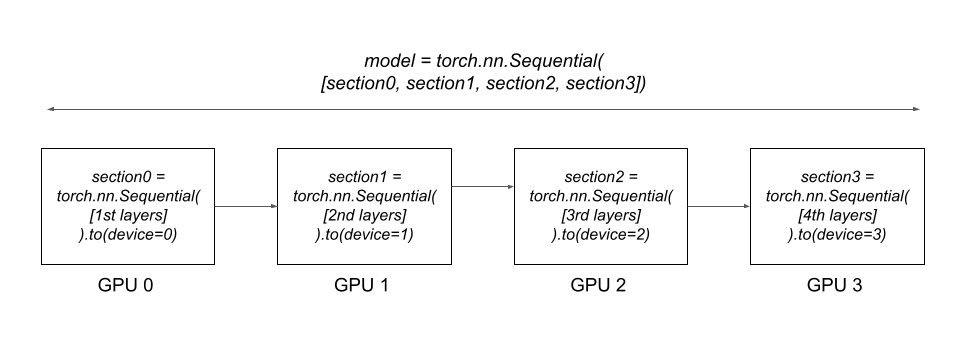 model = torch.nn.Sequential(
[section0, section1, section2, section3])
section0 =
torch.nn.Sequential(
[1st layers]
).to(device=0)
GPU 0
section1 =
torch.nn.Sequential(
[2nd layers]
).to(device=1)
GPU 1
section2 =
torch.nn.Sequential(
[3rd layers]
).to(device=2)
GPU 2
section3 =
torch.nn.Sequential(
[4th layers]
).to(device=3)
GPU 3